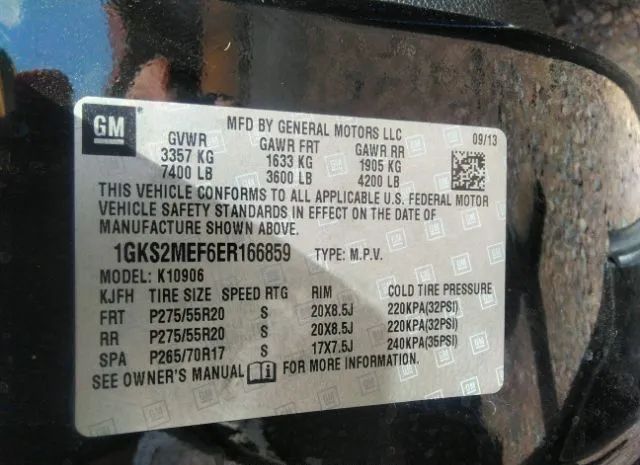 GM
MFD BY GENERAL MOTORS LLC
09/13
GVWR GAWR FRT GAWR RR
3357 KG 1633 KG 1905 KG
7400 LB 3600 LB 4200 LB
THIS VEHICLE CONFORMS TO ALL APPLICABLE U.S. FEDERAL MOTOR
VEHICLE SAFETY STANDARDS IN EFFECT ON THE DATE OF
MANUFACTURE SHOWN ABOVE.
1GKS2MEF6ER166859 TYPE: M.P.V.
MODEL: K10906
KJFH TIRE SIZE SPEED RTG RIM COLD TIRE PRESSURE
FRT P275/55R20 S 20X8.5J 220KPA(32PSI)
RR P275/55R20 S 20X8.5J 220KPA(32PSI)
SPA P265/70R17 S 17X7.5J 240KPA(35PSI)
SEE OWNER'S MANUAL FOR MORE INFORMATION.